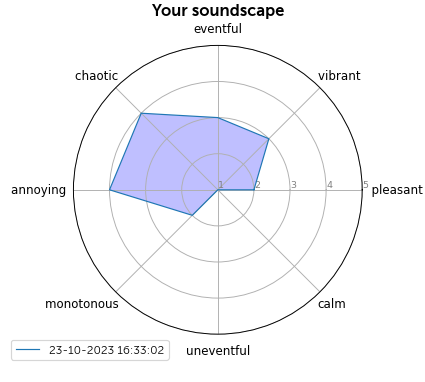 Your soundscape
eventful
chaotic
vibrant
annoying
1 2 3 4 5
pleasant
monotonous
calm
23-10-2023 16:33:02
uneventful